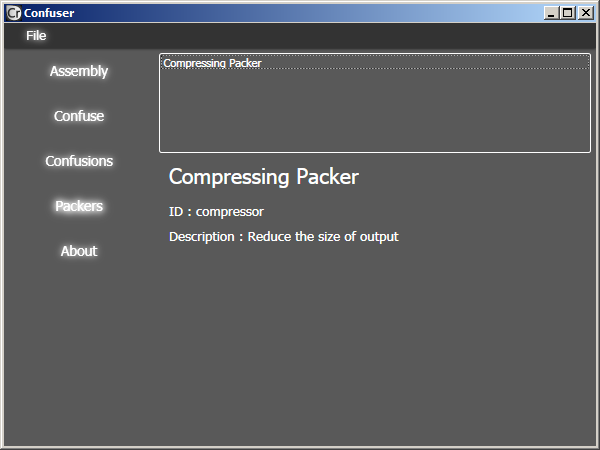 Cr Confuser
File
Assembly
Confuse
Confusions
Packers
About
Compressing Packer
Compressing Packer
ID : compressor
Description : Reduce the size of output